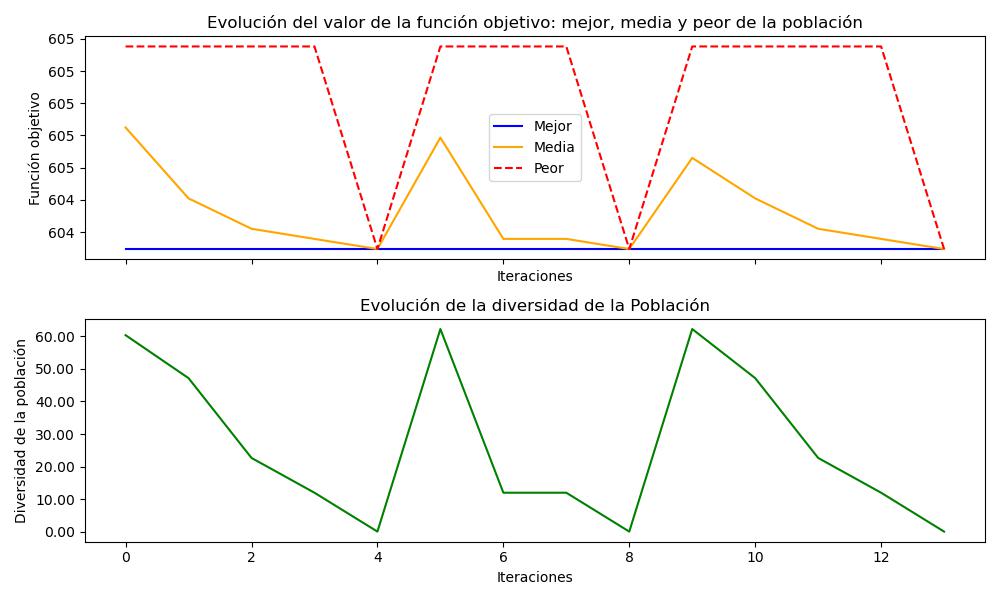 Evolución del valor de la función objetivo: mejor, media y peor de la población
605
605
605
605
605
604
604
Función objetivo
Mejor
Media
Peor
Iteraciones
Evolución de la diversidad de la Población
60.00
50.00
40.00
30.00
20.00
10.00
0.00
Diversidad de la población
0 2 4 6 8 10 12
Iteraciones